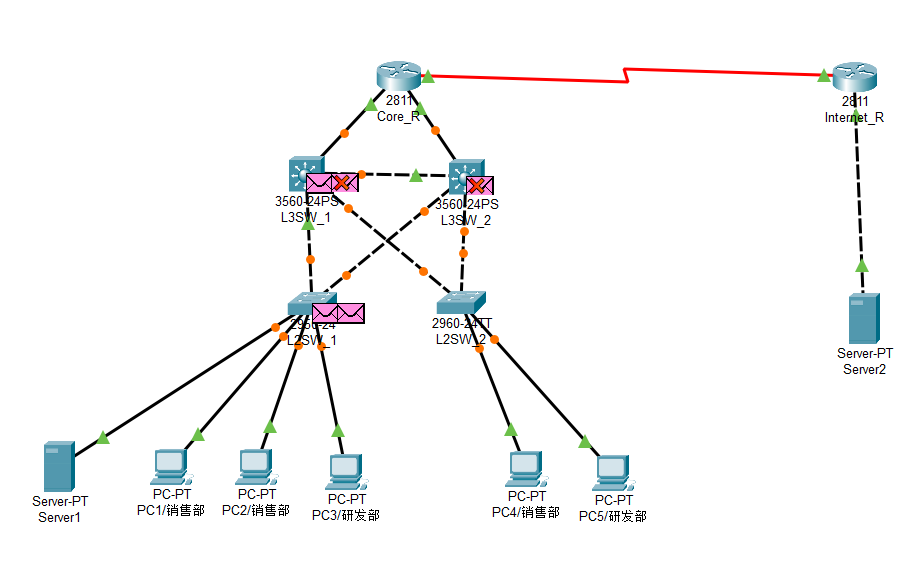 2811
Core_R
2811
Internet_R
3560-24PS
L3SW_1
3560-24PS
L3SW_2
L2SW_1
2960-24TT
L2SW_2
Server-PT
Server2
Server-PT
Server1
PC-PT
PC1/销售部
PC-PT
PC2/销售部
PC-PT
PC3/研发部
PC-PT
PC4/销售部
PC-PT
PC5/研发部